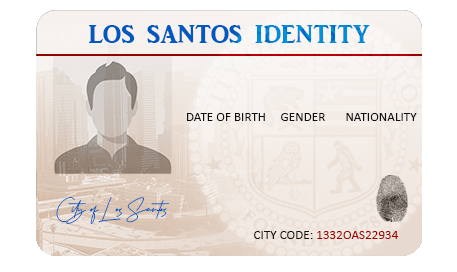 LOS SANTOS IDENTITY
DATE OF BIRTH GENDER NATIONALITY
City of Los Santos
CITY CODE: 1332OAS22934